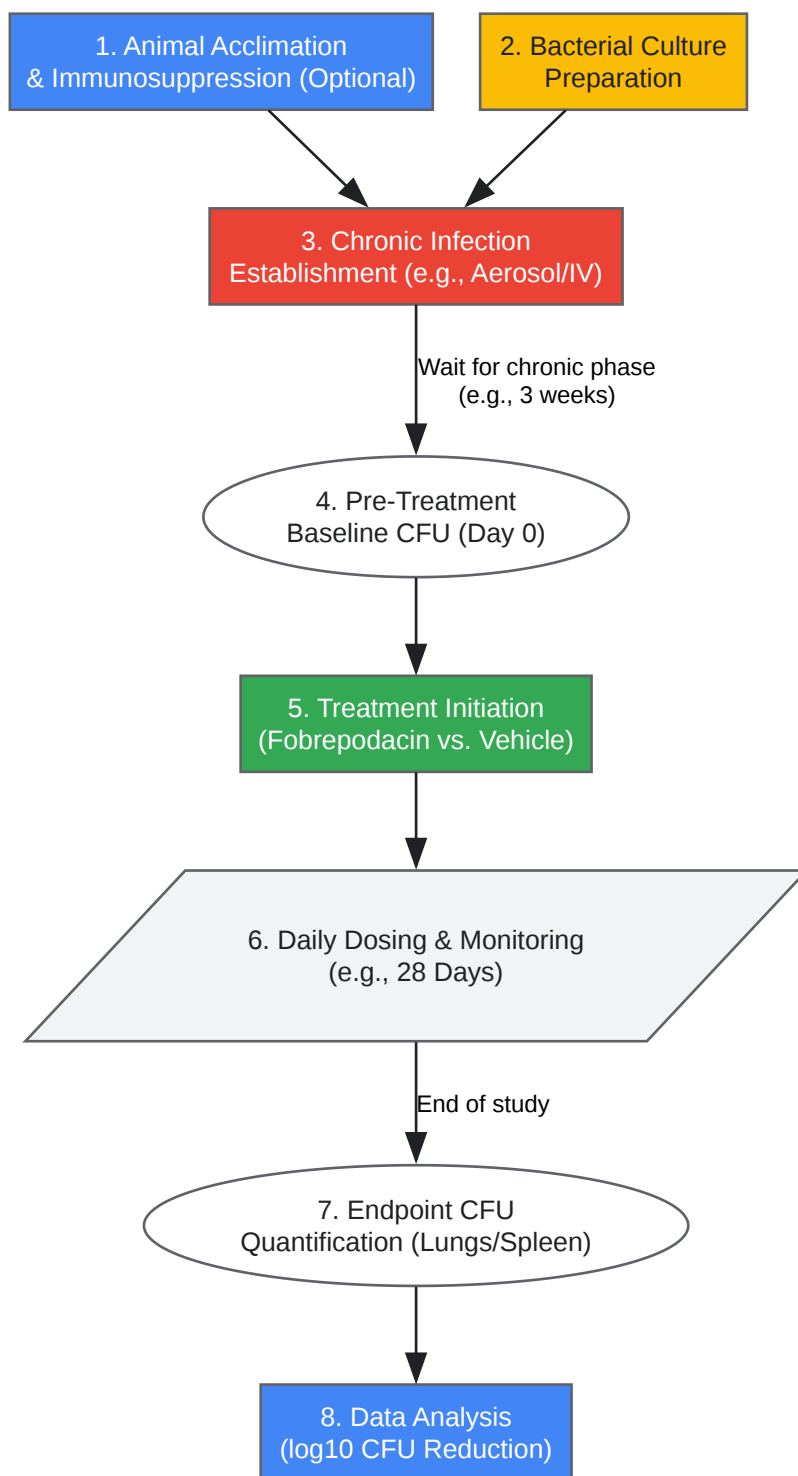 1. Animal Acclimation
& Immunosuppression (Optional)
2. Bacterial Culture
Preparation
3. Chronic Infection
Establishment (e.g., Aerosol/IV)
Wait for chronic phase
(e.g., 3 weeks)
4. Pre-Treatment
Baseline CFU (Day 0)
5. Treatment Initiation
(Fobrepodacin vs. Vehicle)
6. Daily Dosing & Monitoring
(e.g., 28 Days)
End of study
7. Endpoint CFU
Quantification (Lungs/Spleen)
8. Data Analysis
(log10 CFU Reduction)